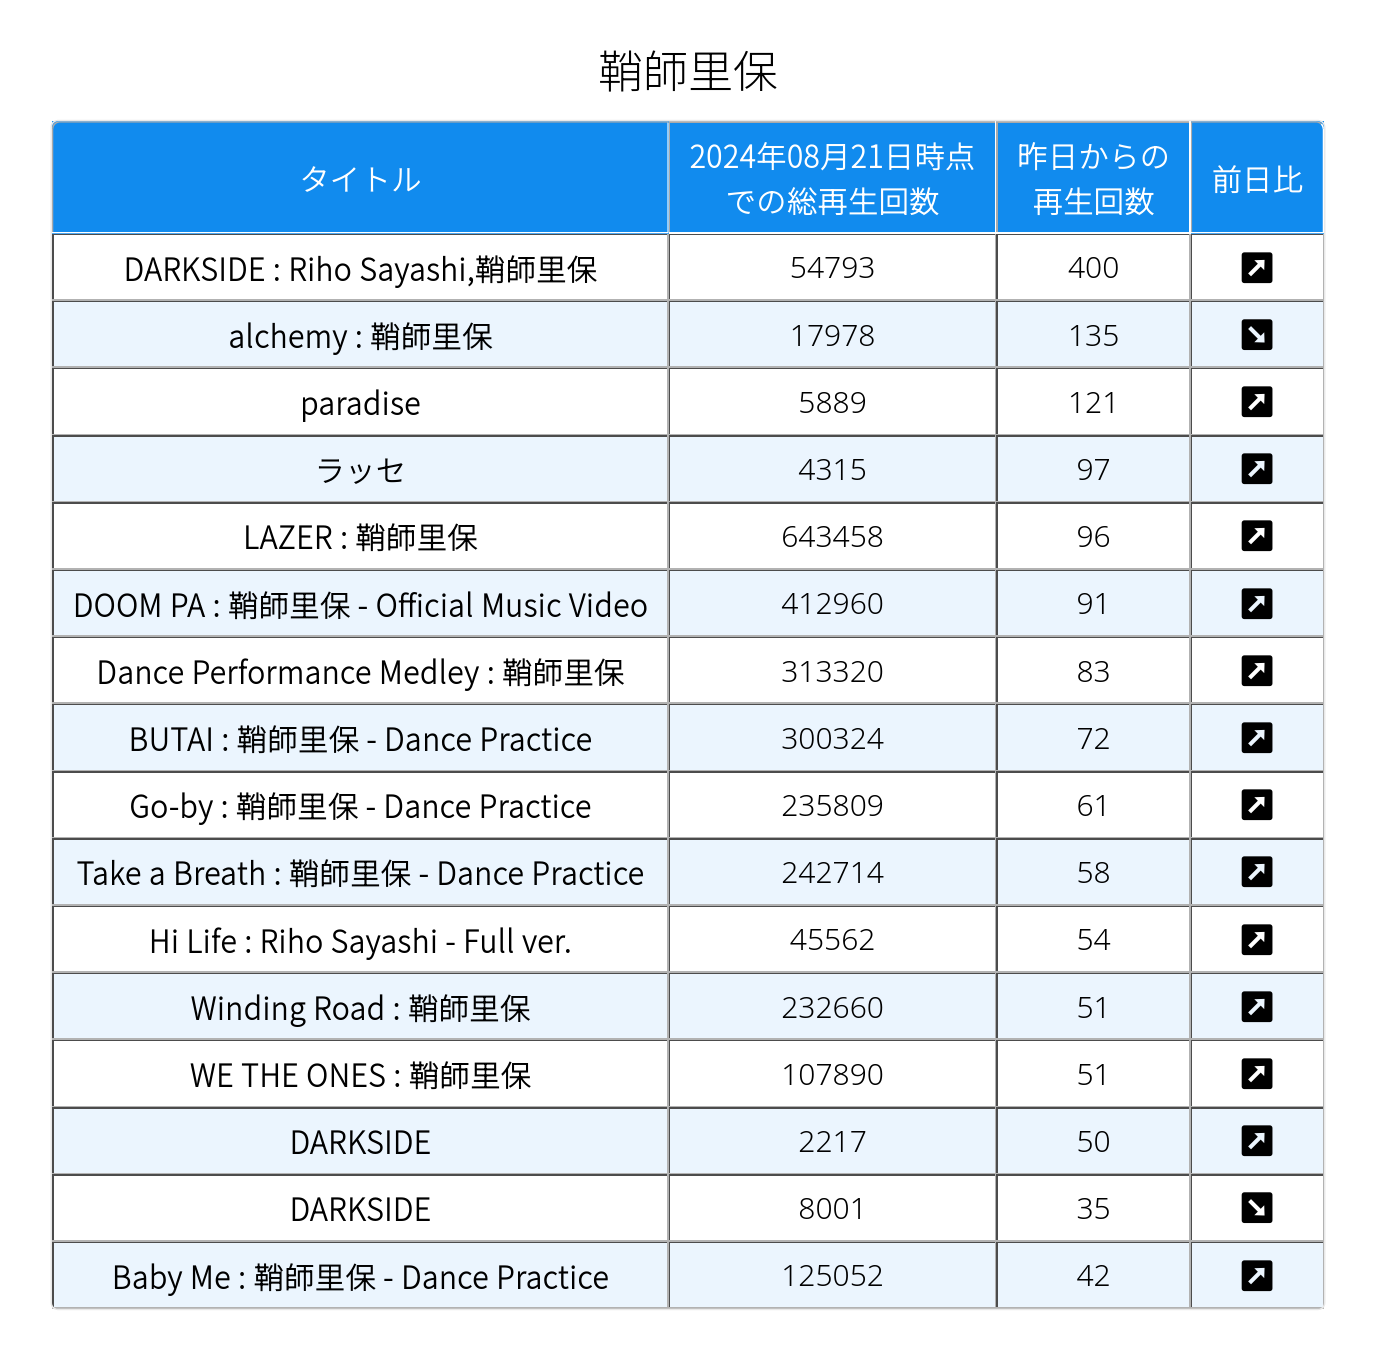 鞘師里保
タイトル
2024年08月21日時点
での総再生回数
昨日からの
再生回数
前日比
DARKSIDE : Riho Sayashi,鞘師里保 54793 400
alchemy : 鞘師里保 17978 135
paradise 5889 121
ラッセ 4315 97
LAZER : 鞘師里保 643458 96
DOOM PA : 鞘師里保 - Official Music Video 412960 91
Dance Performance Medley : 鞘師里保 313320 83
BUTAI : 鞘師里保 - Dance Practice 300324 72
Go-by : 鞘師里保 - Dance Practice 235809 61
Take a Breath : 鞘師里保 - Dance Practice 242714 58
Hi Life : Riho Sayashi - Full ver. 45562 54
Winding Road : 鞘師里保 232660 51
WE THE ONES : 鞘師里保 107890 51
DARKSIDE 2217 50
DARKSIDE 8001 35
Baby Me : 鞘師里保 - Dance Practice 125052 42